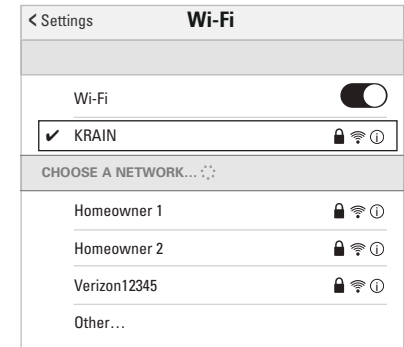 < Settings Wi-Fi
Wi-Fi
✔ KRAIN
CHOOSE A NETWORK...
Homeowner 1
Homeowner 2
Verizon12345
Other...